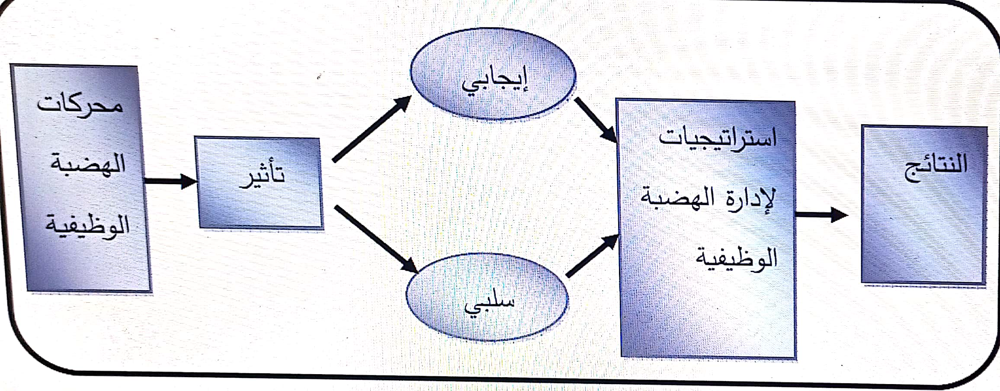 محركات
الهضبة
الوظيفية
تأثير
إيجابي
سلبي
استراتيجيات
لإدارة الهضبة
الوظيفية
النتائج